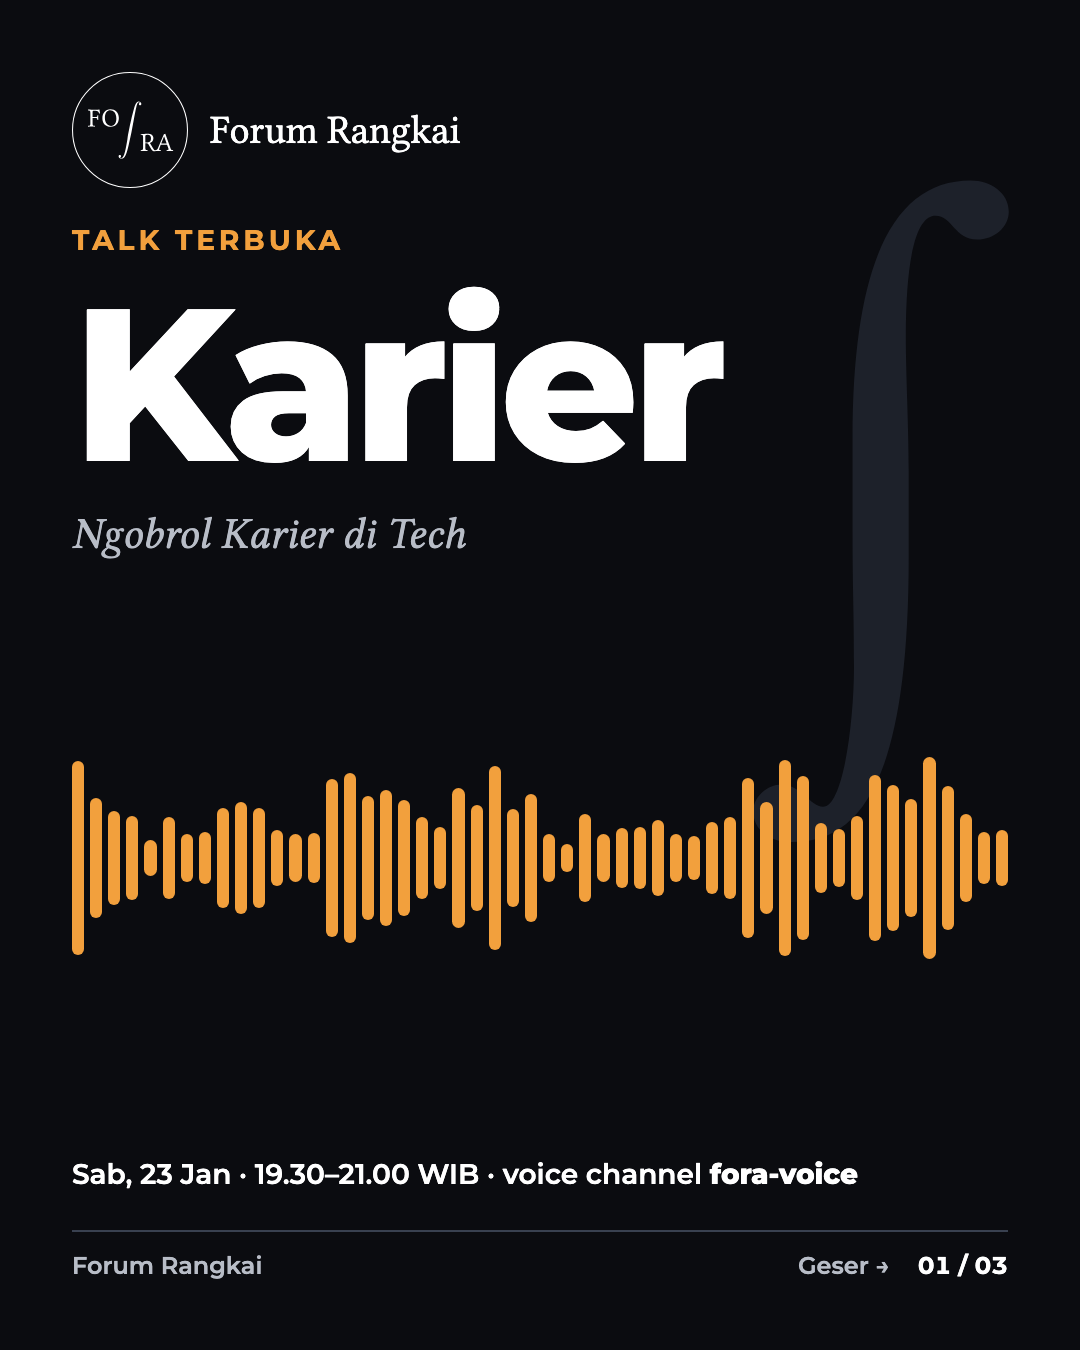 FO∫RA
Forum Rangkai
TALK TERBUKA
Karier
Ngobrol Karier di Tech
Sab, 23 Jan · 19.30–21.00 WIB · voice channel fora-voice
Forum Rangkai
Geser → 01 / 03